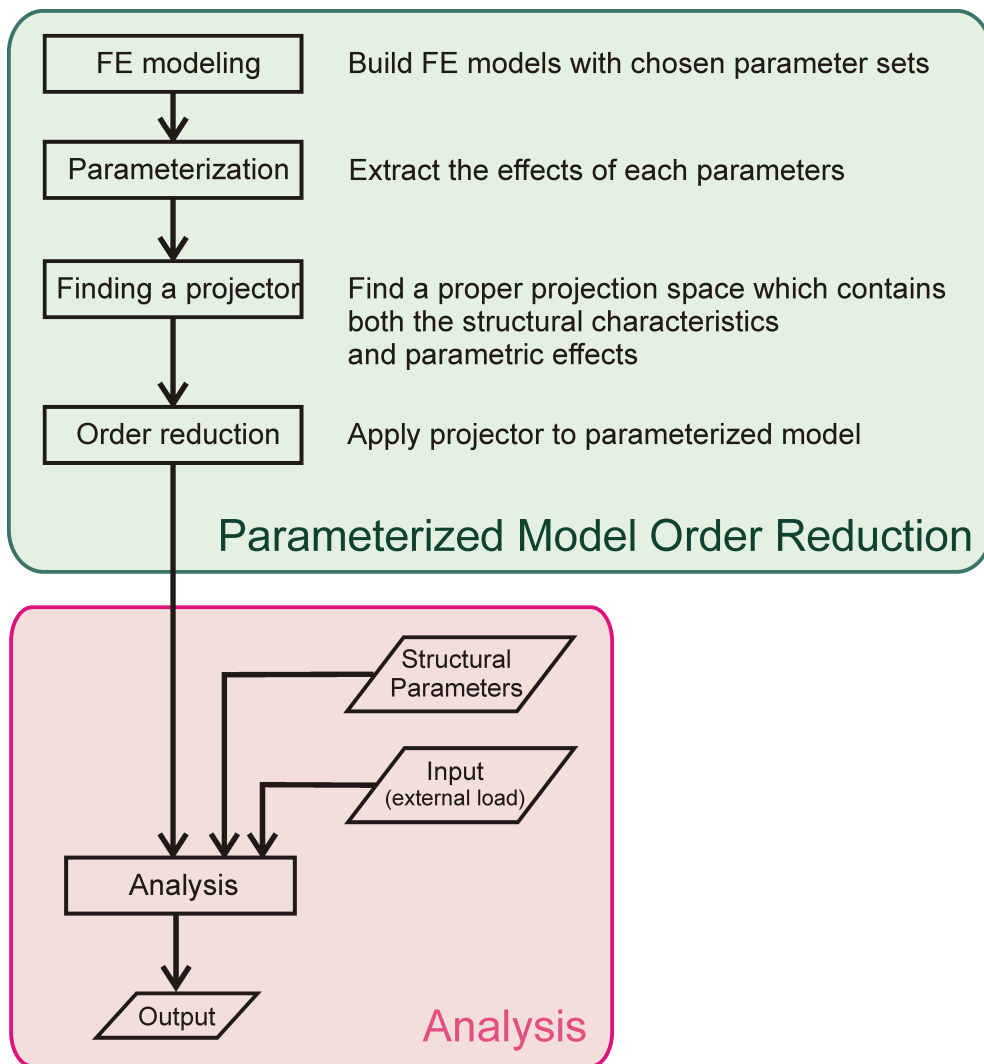 FE modeling
Build FE models with chosen parameter sets
Parameterization
Extract the effects of each parameters
Finding a projector
Find a proper projection space which contains
both the structural characteristics
and parametric effects
Order reduction
Apply projector to parameterized model
Parameterized Model Order Reduction
Structural
Parameters
Input
(external load)
Analysis
Output
Analysis